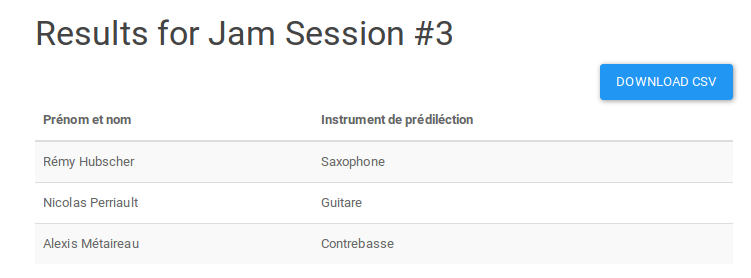 Results for Jam Session #3
DOWNLOAD CSV
Prénom et nom Instrument de prédiléction
Rémy Hubscher Saxophone
Nicolas Perriault Guitare
Alexis Métaireau Contrebasse